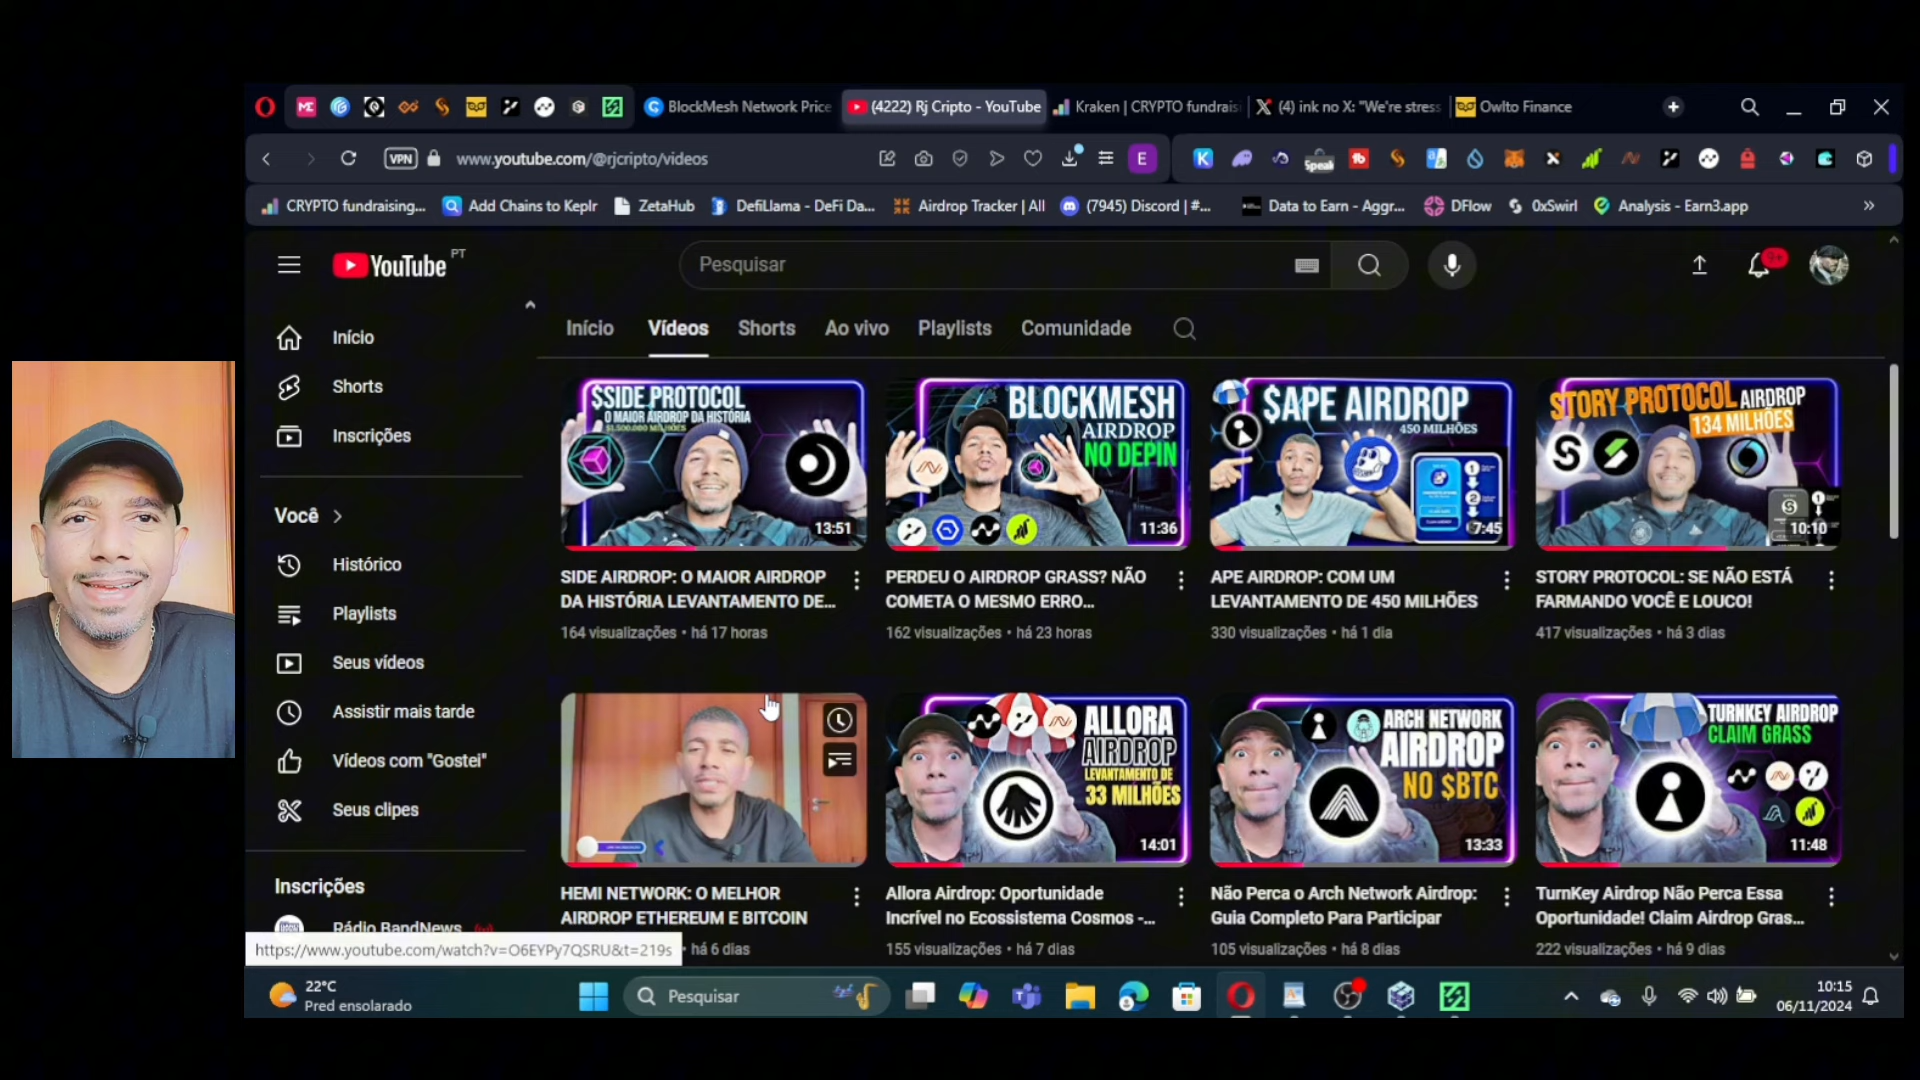 BlockMesh Network Price
(4222) Rj Cripto - YouTube
Kraken | CRYPTO fundrais
(4) ink no X: "We're stress
Owlto Finance
VPN
www.youtube.com/@rjcripto/videos
E
Speak
CRYPTO fundraising...
Add Chains to Keplr
ZetaHub
DefiLlama - DeFi Da...
Airdrop Tracker | All
(7945) Discord | #...
Data to Earn - Aggr...
DFlow
0xSwirl
Analysis - Earn3.app
YouTube PT
Pesquisar
9+
Início
Vídeos
Shorts
Ao vivo
Playlists
Comunidade
Início
Shorts
Inscrições
Você
Histórico
Playlists
Seus vídeos
Assistir mais tarde
Vídeos com "Gostei"
Seus clipes
Inscrições
Rádio BandNews
$SIDE PROTOCOL
O MAIOR AIRDROP DA HISTÓRIA
13:51
SIDE AIRDROP: O MAIOR AIRDROP
DA HISTÓRIA LEVANTAMENTO DE...
164 visualizações • há 17 horas
BLOCKMESH
AIRDROP
NO DEPIN
11:36
PERDEU O AIRDROP GRASS? NÃO
COMETA O MESMO ERRO...
162 visualizações • há 23 horas
$APE AIRDROP
450 MILHÕES
7:45
APE AIRDROP: COM UM
LEVANTAMENTO DE 450 MILHÕES
330 visualizações • há 1 dia
STORY PROTOCOL AIRDROP
134 MILHÕES
10:10
STORY PROTOCOL: SE NÃO ESTÁ
FARMANDO VOCÊ E LOUCO!
417 visualizações • há 3 dias
HEMI NETWORK: O MELHOR
AIRDROP ETHEREUM E BITCOIN
há 6 dias
ALLORA
AIRDROP
LEVANTAMENTO DE
33 MILHÕES
14:01
Allora Airdrop: Oportunidade
Incrível no Ecossistema Cosmos -...
155 visualizações • há 7 dias
ARCH NETWORK
AIRDROP
NO $BTC
13:33
Não Perca o Arch Network Airdrop:
Guia Completo Para Participar
105 visualizações • há 8 dias
TURNKEY AIRDROP
CLAIM GRASS
11:48
TurnKey Airdrop Não Perca Essa
Oportunidade! Claim Airdrop Gras...
222 visualizações • há 9 dias
https://www.youtube.com/watch?v=O6EYPy7QSRU&t=219s
22°C
Pred ensolarado
Pesquisar
10:15
06/11/2024